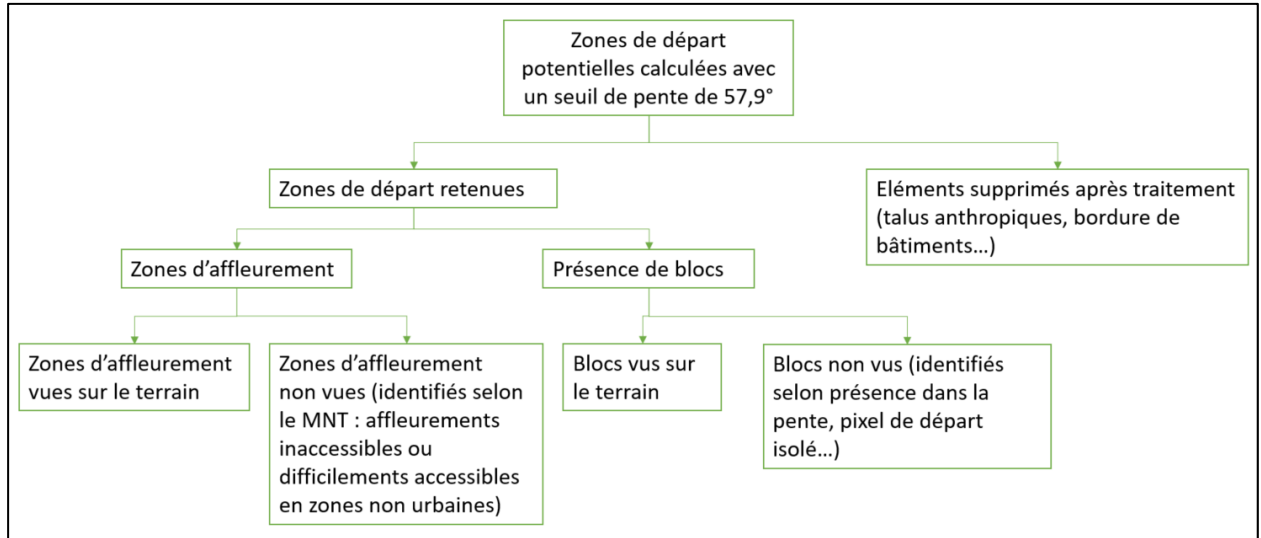 Zones de départ
potentielles calculées avec
un seuil de pente de 57,9°
Zones de départ retenues
Eléments supprimés après traitement
(talus anthropiques, bordure de
bâtiments…)
Zones d’affleurement
Présence de blocs
Zones d’affleurement
vues sur le terrain
Zones d’affleurement
non vues (identifiés selon
le MNT : affleurements
inaccessibles ou
difficilements accessibles
en zones non urbaines)
Blocs vus sur
le terrain
Blocs non vus (identifiés
selon présence dans la
pente, pixel de départ
isolé…)